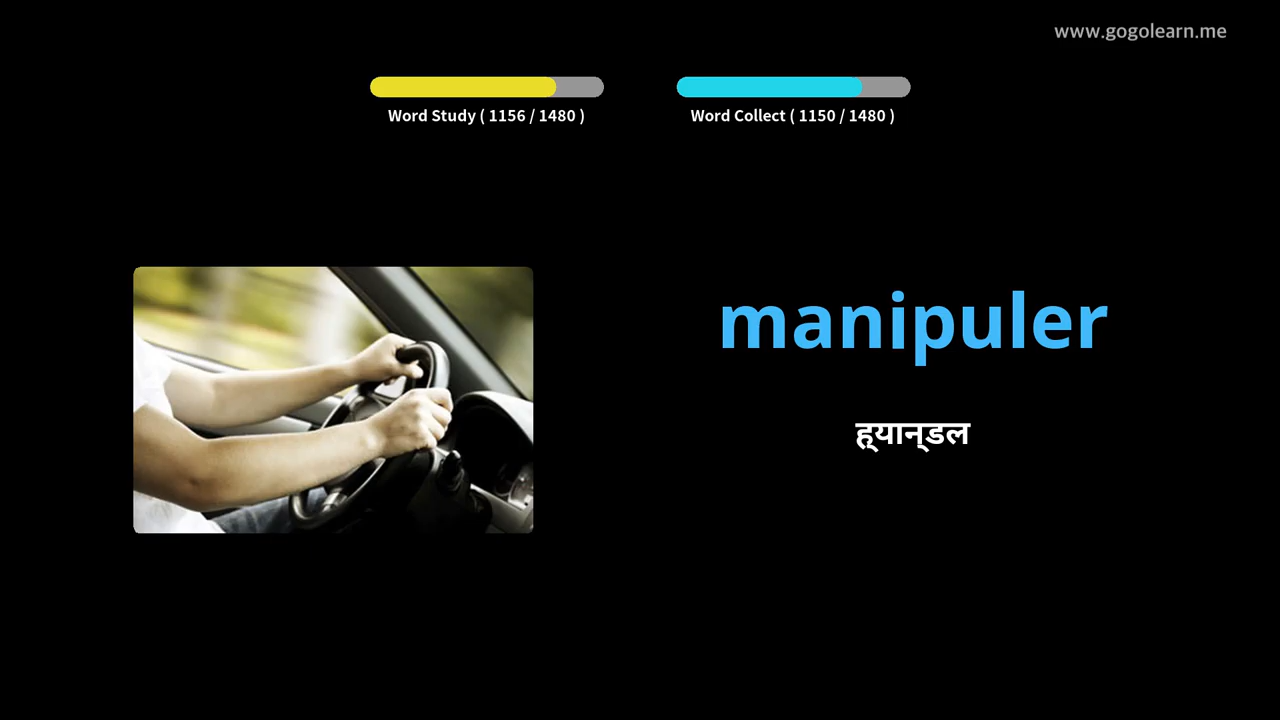 www.gogolearn.me
Word Study ( 1156 / 1480 )
Word Collect ( 1150 / 1480 )
manipuler
ह्यान्डल